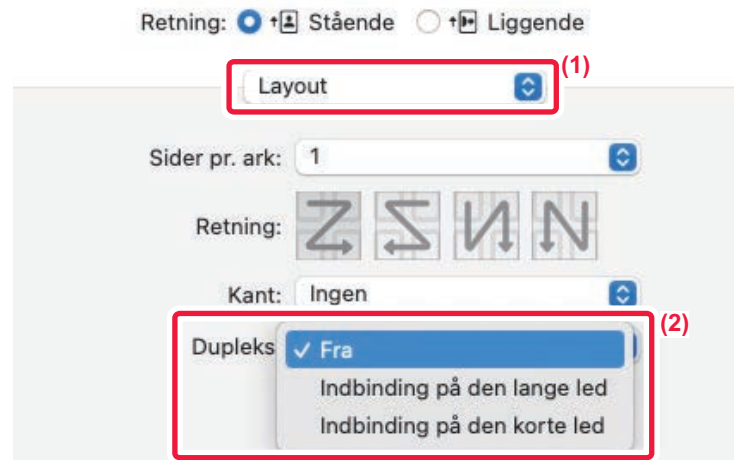 Retning: Stående Liggende
(1)
Layout
Sider pr. ark: 1
Retning:
Kant: Ingen
(2)
Dupleks ✓ Fra
Indbinding på den lange led
Indbinding på den korte led